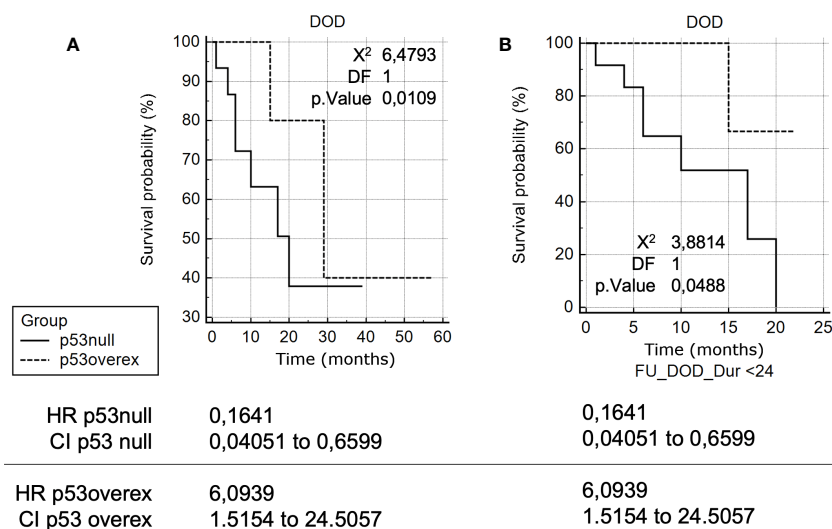 A
DOD
X² 6,4793
DF 1
p.Value 0,0109
Survival probability (%)
100
90
80
70
60
50
40
30
0 10 20 30 40 50 60
Time (months)
B
DOD
X² 3,8814
DF 1
p.Value 0,0488
Survival probability (%)
100
80
60
40
20
0
0 5 10 15 20 25
Time (months)
FU_DOD_Dur <24
Group
p53null
p53overex
HR p53null 0,1641 0,1641
CI p53 null 0,04051 to 0,6599 0,04051 to 0,6599
HR p53overex 6,0939 6,0939
CI p53 overex 1.5154 to 24.5057 1.5154 to 24.5057